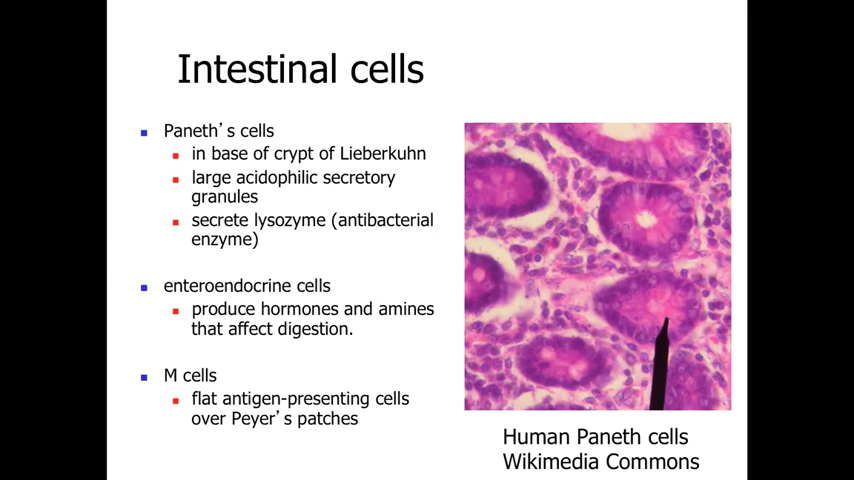 Intestinal cells
Paneth’s cells
in base of crypt of Lieberkuhn
large acidophilic secretory
granules
secrete lysozyme (antibacterial
enzyme)
enteroendocrine cells
produce hormones and amines
that affect digestion.
M cells
flat antigen-presenting cells
over Peyer’s patches
Human Paneth cells
Wikimedia Commons